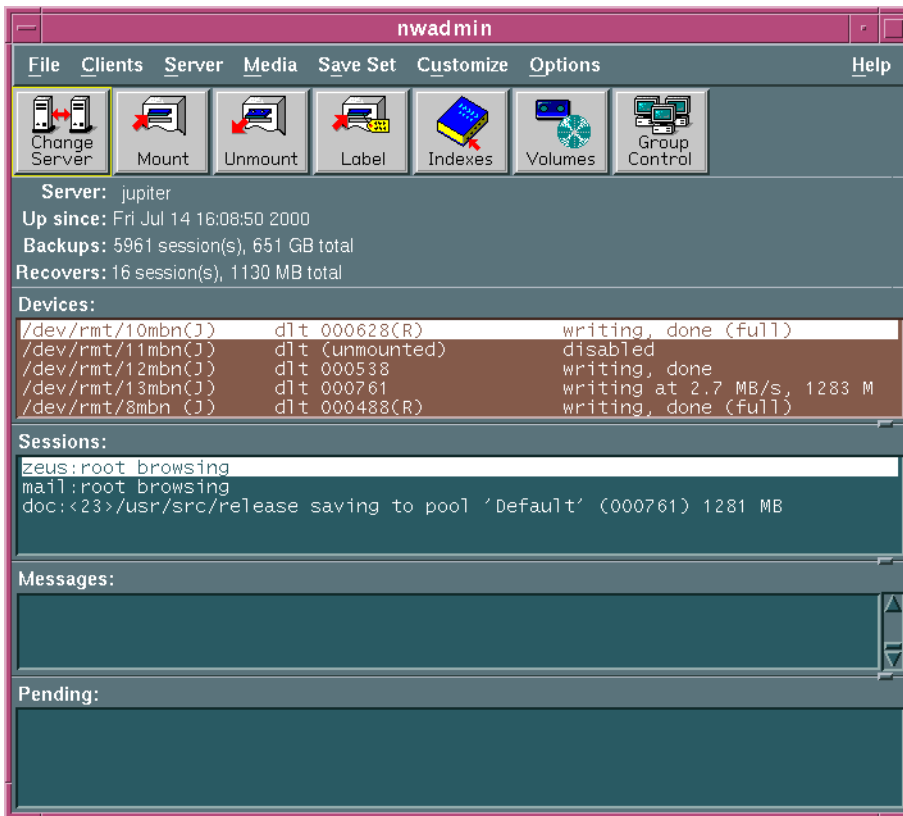 nwadmin
File Clients Server Media Save Set Customize Options Help
Change Server Mount Unmount Label Indexes Volumes Group Control
Server: jupiter
Up since: Fri Jul 14 16:08:50 2000
Backups: 5961 session(s), 651 GB total
Recovers: 16 session(s), 1130 MB total
Devices:
/dev/rmt/10mbn(J) dlt 000628(R) writing, done (full)
/dev/rmt/11mbn(J) dlt (unmounted) disabled
/dev/rmt/12mbn(J) dlt 000538 writing, done
/dev/rmt/13mbn(J) dlt 000761 writing at 2.7 MB/s, 1283 M
/dev/rmt/8mbn (J) dlt 000488(R) writing, done (full)
Sessions:
zeus:root browsing
mail:root browsing
doc:<23>/usr/src/release saving to pool ′Default′ (000761) 1281 MB
Messages:
Pending: